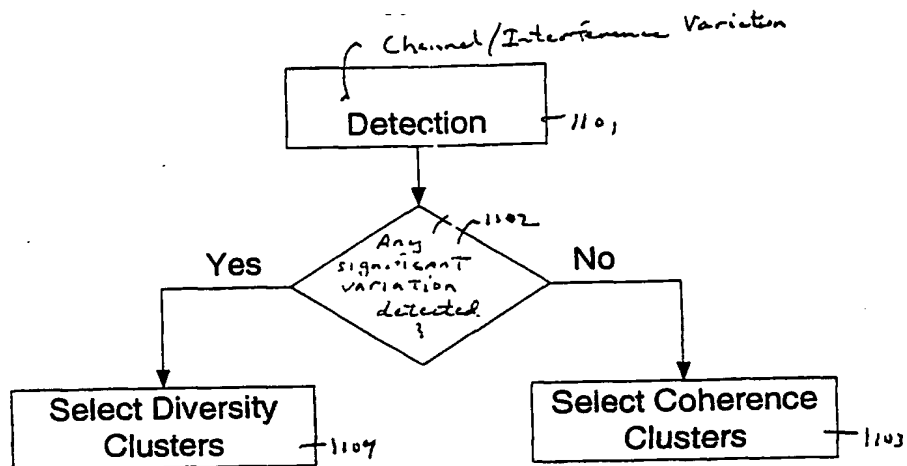 Channel/Interference Variation
Detection
1101
1102
Any
significant
variation
detected
?
Yes
No
Select Diversity
Clusters
1104
Select Coherence
Clusters
1103